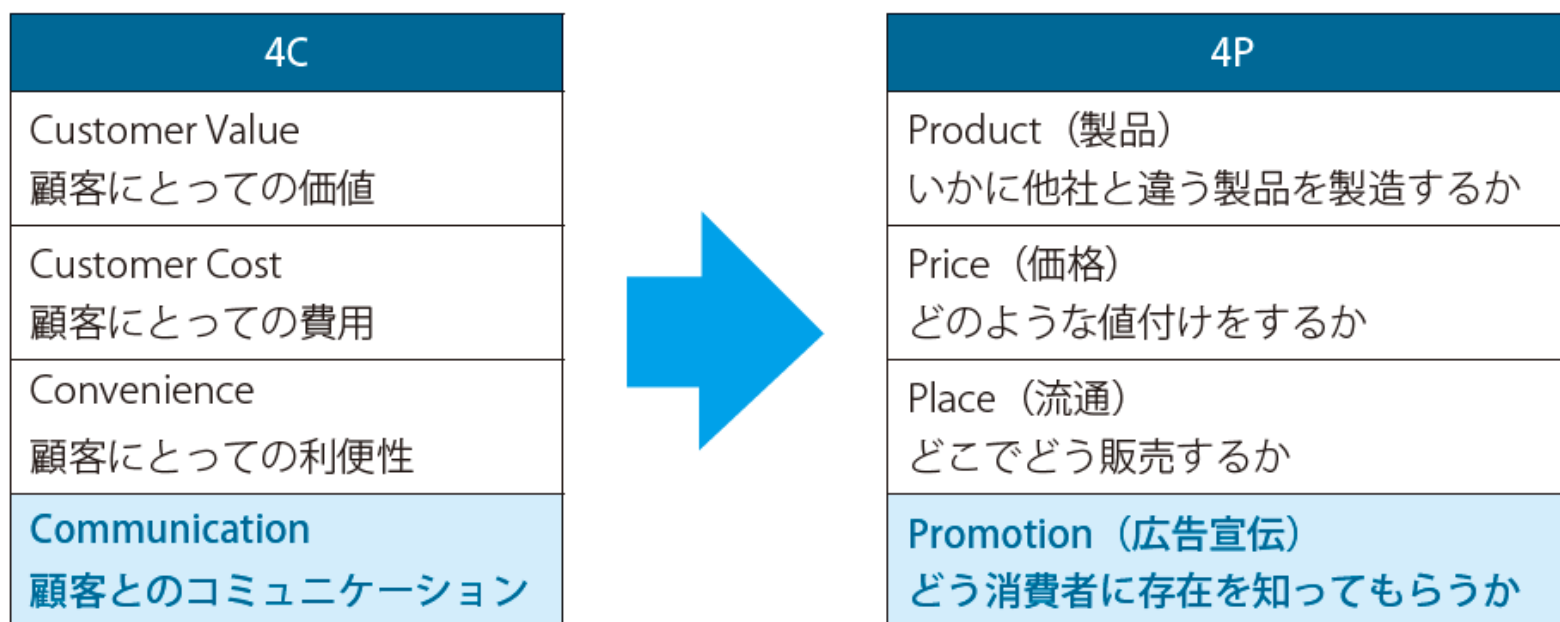 4C
Customer Value
顧客にとっての価値
Customer Cost
顧客にとっての費用
Convenience
顧客にとっての利便性
Communication
顧客とのコミュニケーション
4P
Product（製品）
いかに他社と違う製品を製造するか
Price（価格）
どのような値付けをするか
Place（流通）
どこでどう販売するか
Promotion（広告宣伝）
どう消費者に存在を知ってもらうか